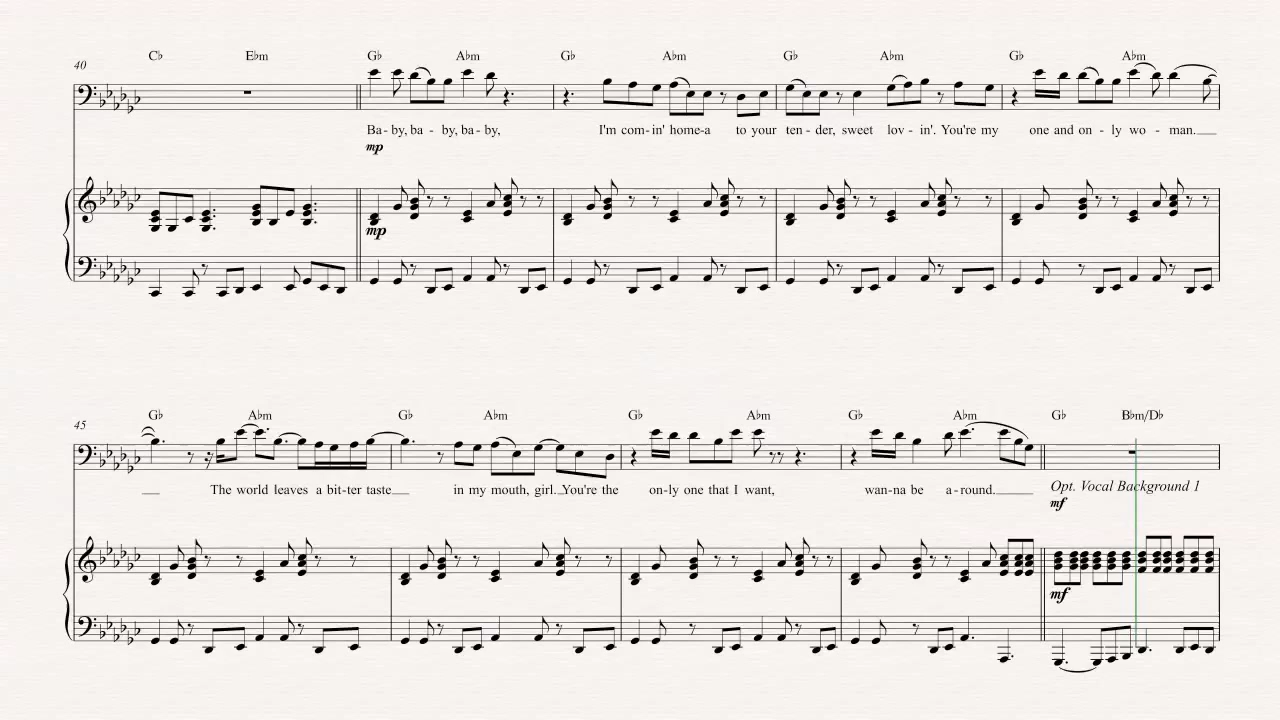 C♭ E♭m G♭ A♭m G♭ A♭m G♭ A♭m G♭ A♭m
40
Ba - by, ba - by, ba - by, I'm com - in' home-a to your ten - der, sweet lov - in'. You're my one and on - ly wo - man.
mp
mp
G♭ A♭m G♭ A♭m G♭ A♭m G♭ A♭m G♭ B♭m/D♭
45
The world leaves a bit-ter taste in my mouth, girl. You're the on-ly one that I want, wan-na be a-round.
Opt. Vocal Background 1
mf
mf